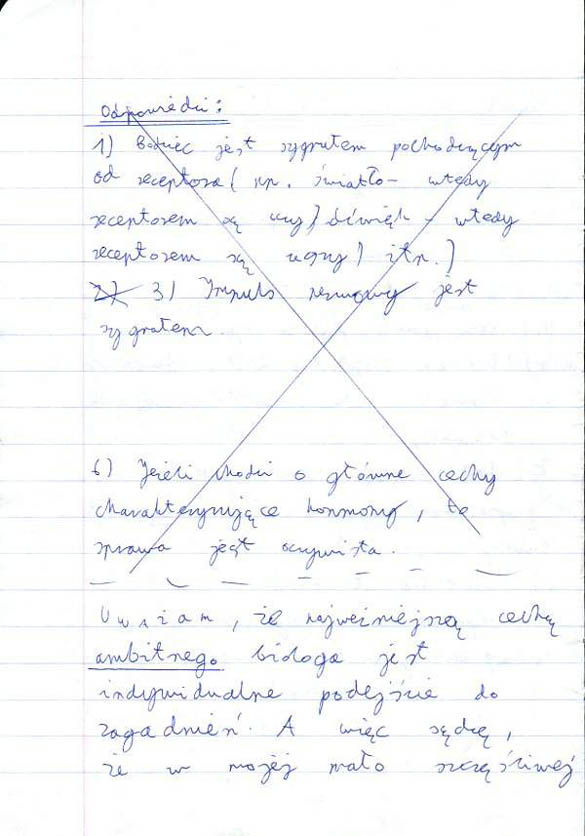 Odpowiedzi:
1) Bodziec jest sygnałem pochodzącym
od receptora (np. światło - wtedy
receptorem są oczy) dźwięk - wtedy
receptorem są uszy) itp.)
2) 3) Impuls nerwowy jest
sygnałem
6) Jeżeli chodzi o główne cechy
charakteryzujące hormony, to
sprawa jest oczywista.
Uważam, że najważniejszą cechą
ambitnego biologa jest
indywidualne podejście do
zagadnień. A więc sądzę,
że w mojej mało szczęśliwej